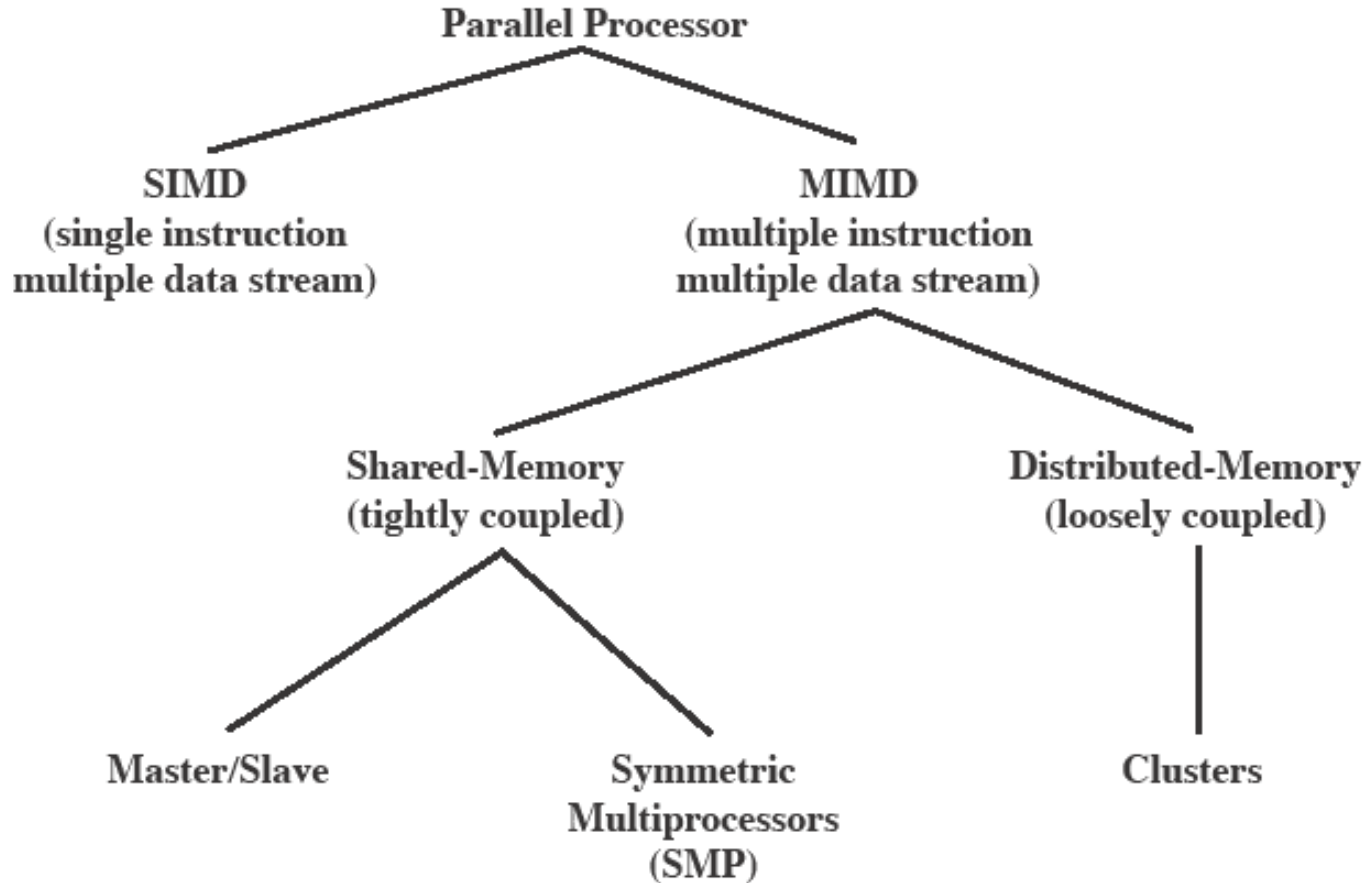 Parallel Processor
SIMD
(single instruction
multiple data stream)
MIMD
(multiple instruction
multiple data stream)
Shared-Memory
(tightly coupled)
Distributed-Memory
(loosely coupled)
Master/Slave
Symmetric
Multiprocessors
(SMP)
Clusters